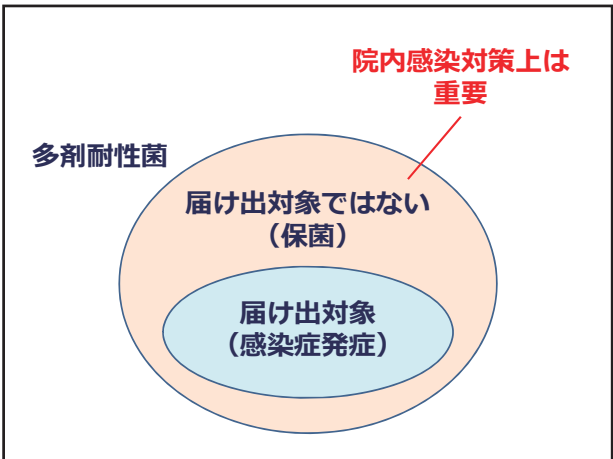 院内感染対策上は
重要
多剤耐性菌
届け出対象ではない
（保菌）
届け出対象
（感染症発症）